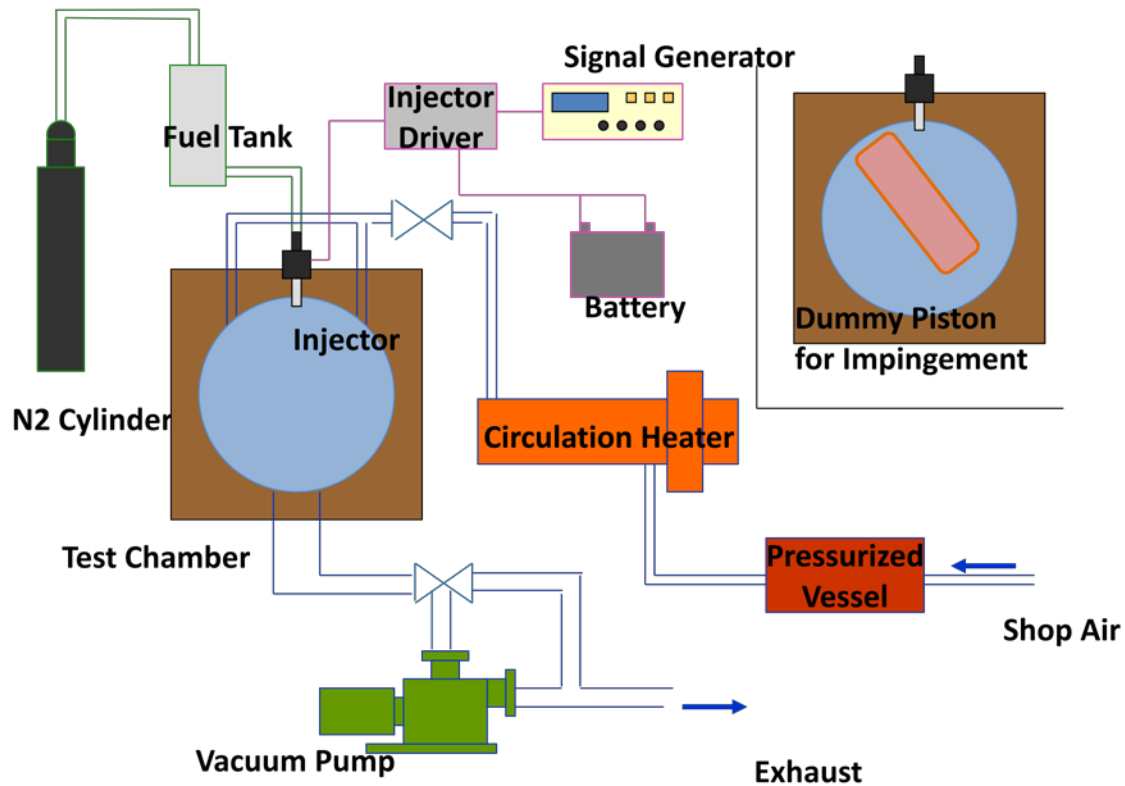 Signal Generator
Injector
Driver
Fuel Tank
Battery
Dummy Piston
for Impingement
Injector
N2 Cylinder
Circulation Heater
Test Chamber
Pressurized
Vessel
Shop Air
Vacuum Pump
Exhaust